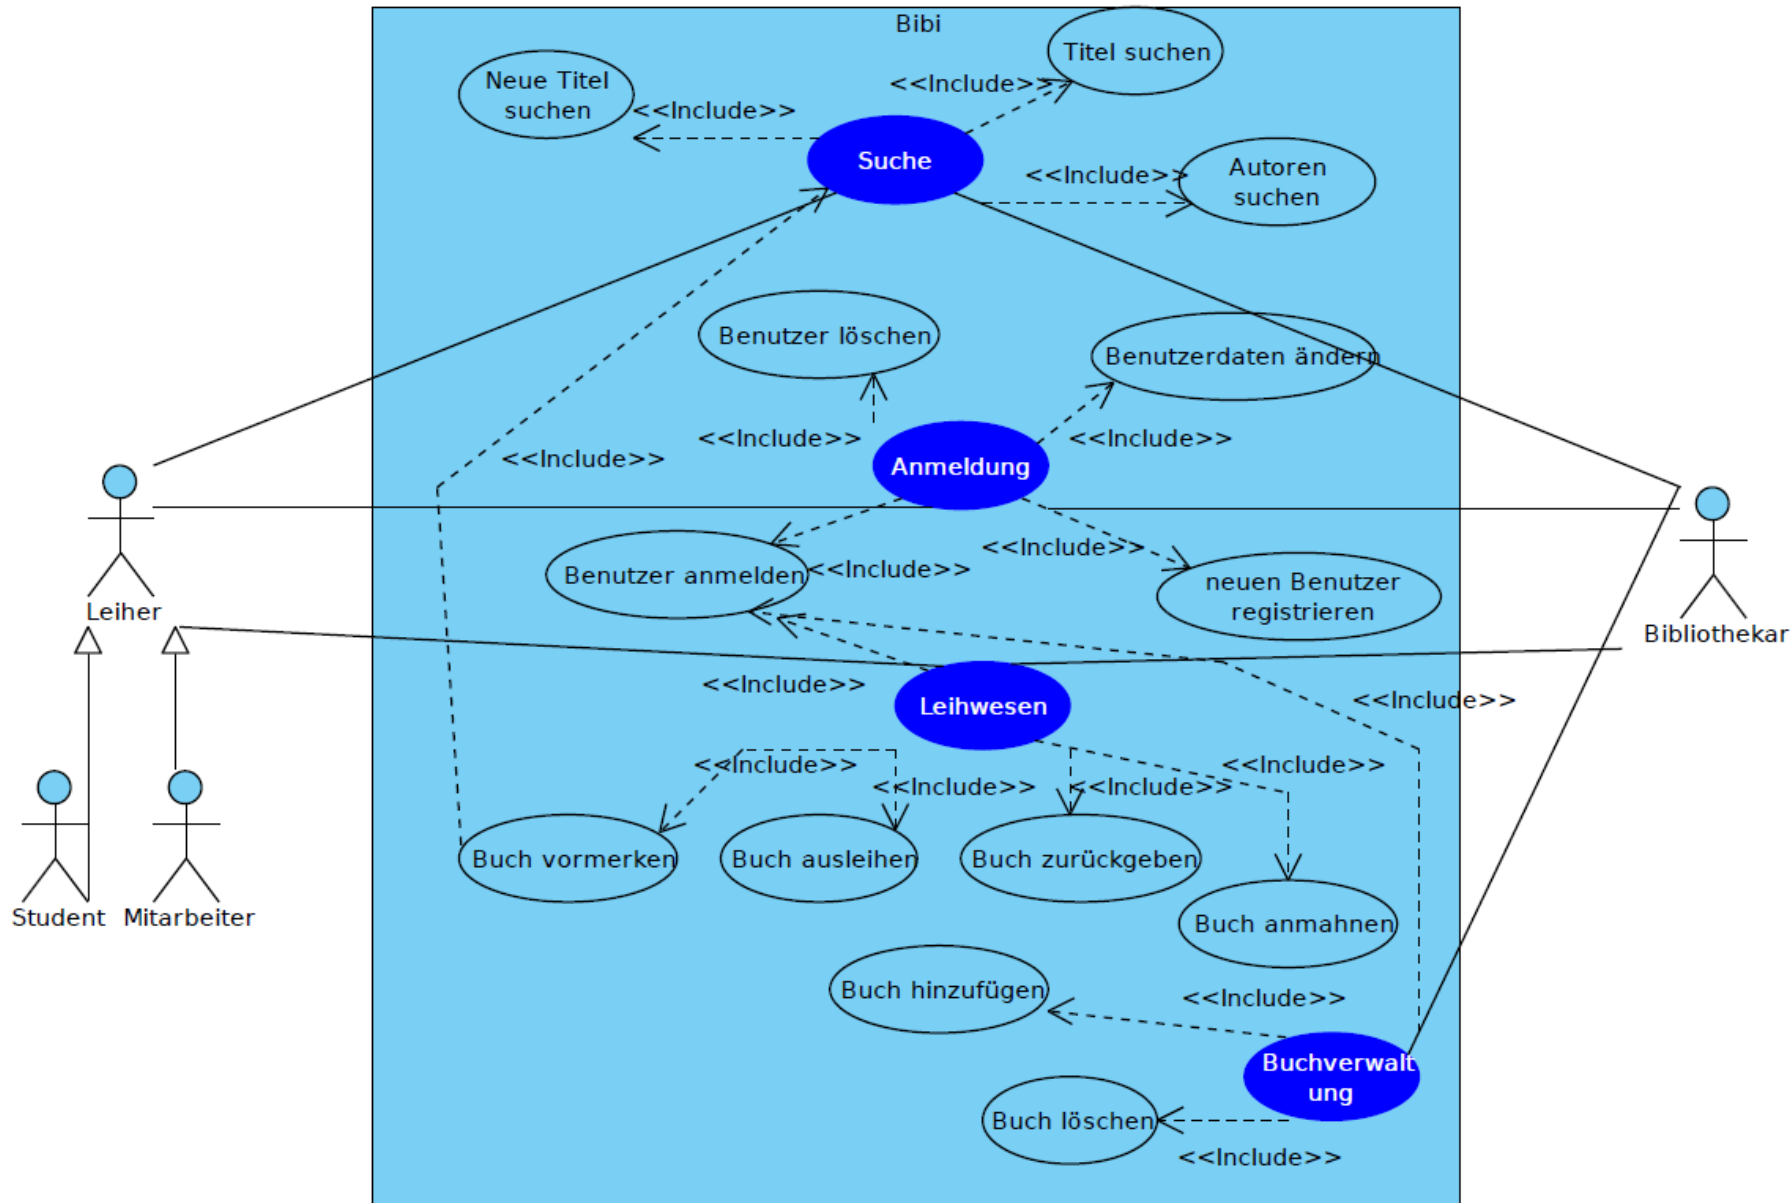 Bibi
Titel suchen
Neue Titel
suchen
<<Include>>
<<Include>>
Suche
<<Include>>
Autoren
suchen
Benutzer löschen
Benutzerdaten ändern
<<Include>>
<<Include>>
<<Include>>
Anmeldung
<<Include>>
<<Include>>
Benutzer anmelden
neuen Benutzer
registrieren
Leiher
Bibliothekar
<<Include>>
Leihwesen
<<Include>>
<<Include>>
<<Include>>
<<Include>>
<<Include>>
Buch vormerken
Buch ausleihen
Buch zurückgeben
Student
Mitarbeiter
Buch anmahnen
Buch hinzufügen
<<Include>>
Buchverwalt
ung
Buch löschen
<<Include>>